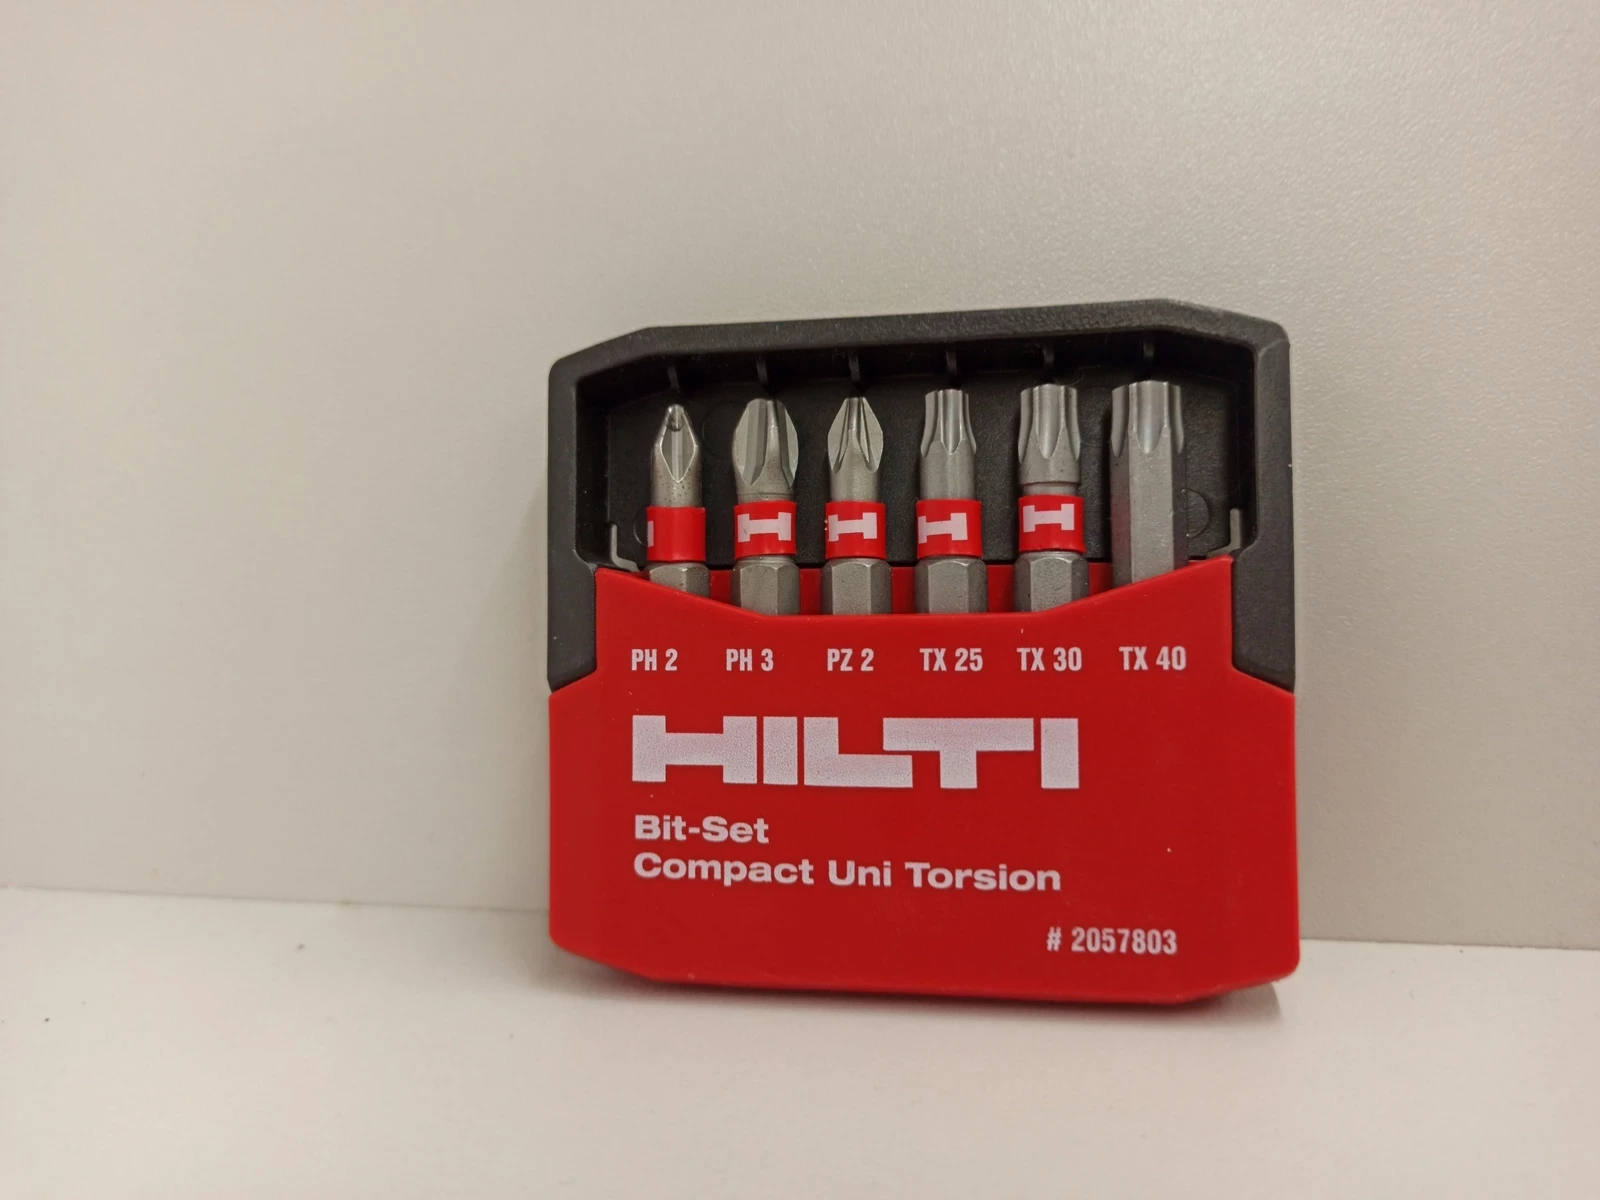 PH 2 PH 3 PZ 2 TX 25 TX 30 TX 40
HILTI
Bit-Set
Compact Uni Torsion
# 2057803